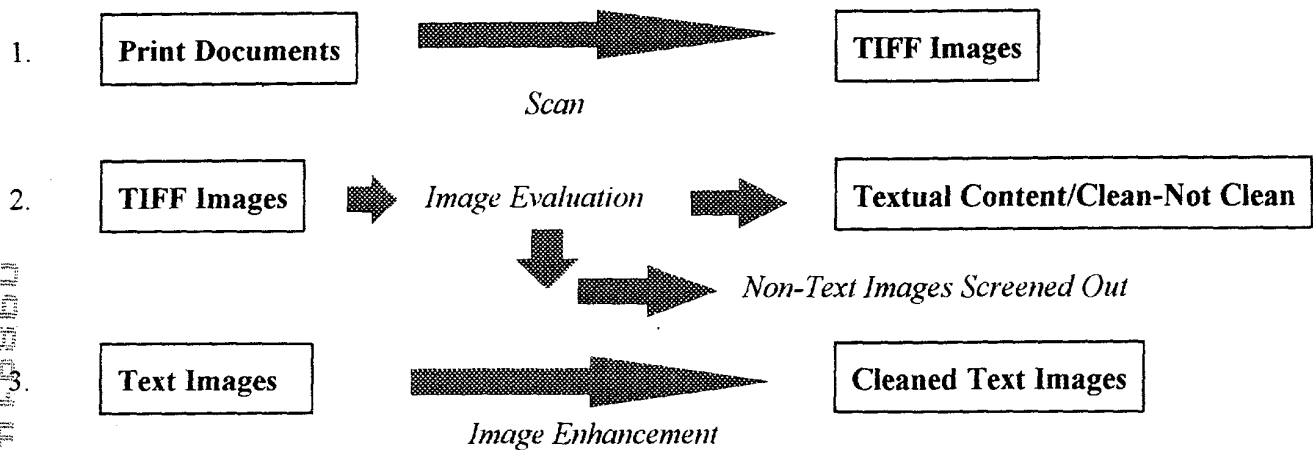 1. Print Documents TIFF Images
Scan
2. TIFF Images Image Evaluation Textual Content/Clean-Not Clean
Non-Text Images Screened Out
3. Text Images Cleaned Text Images
Image Enhancement